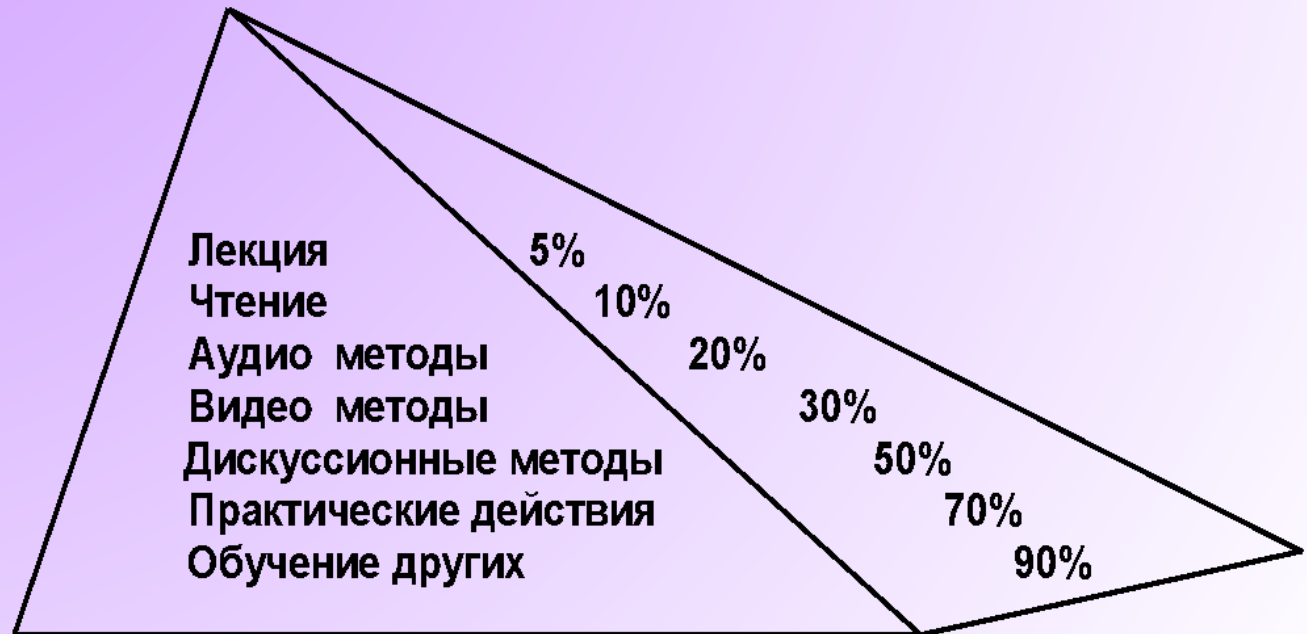 Лекция 5%
Чтение 10%
Аудио методы 20%
Видео методы 30%
Дискуссионные методы 50%
Практические действия 70%
Обучение других 90%